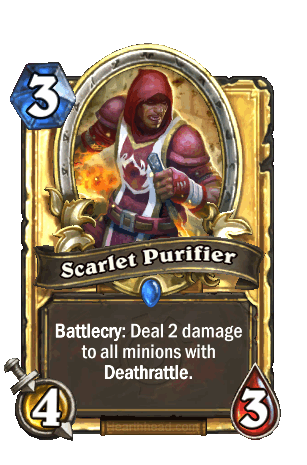 3
Scarlet Purifier
Battlecry: Deal 2 damage
to all minions with
Deathrattle.
4
3